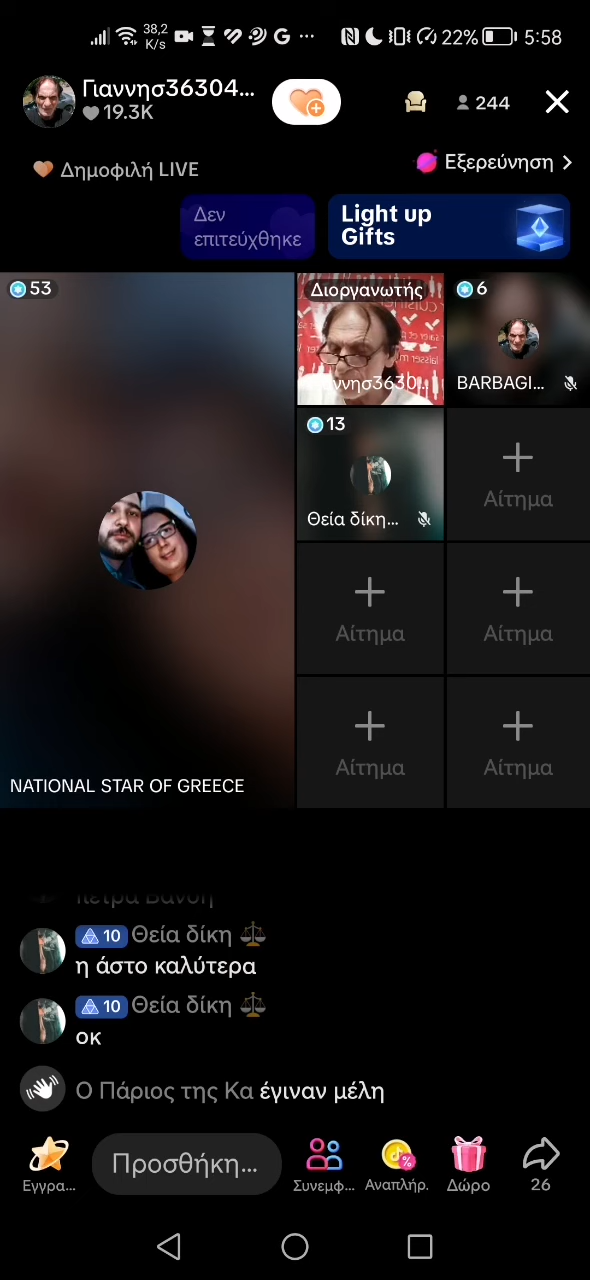 38,2 K/s
22% 5:58
Γιαννησ36304...
19.3K
244
Δημοφιλή LIVE
Εξερεύνηση
Δεν
επιτεύχθηκε
Light up
Gifts
53
Διοργανωτής
6
BARBAGI...
13
Θεία δίκη...
Αίτημα
Αίτημα
Αίτημα
Αίτημα
Αίτημα
NATIONAL STAR OF GREECE
10 Θεία δίκη
η άστο καλύτερα
10 Θεία δίκη
οκ
Ο Πάριος της Κα έγιναν μέλη
Προσθήκη...
Εγγρα...
Συνεμφ...
Αναπλήρ.
Δώρο
26